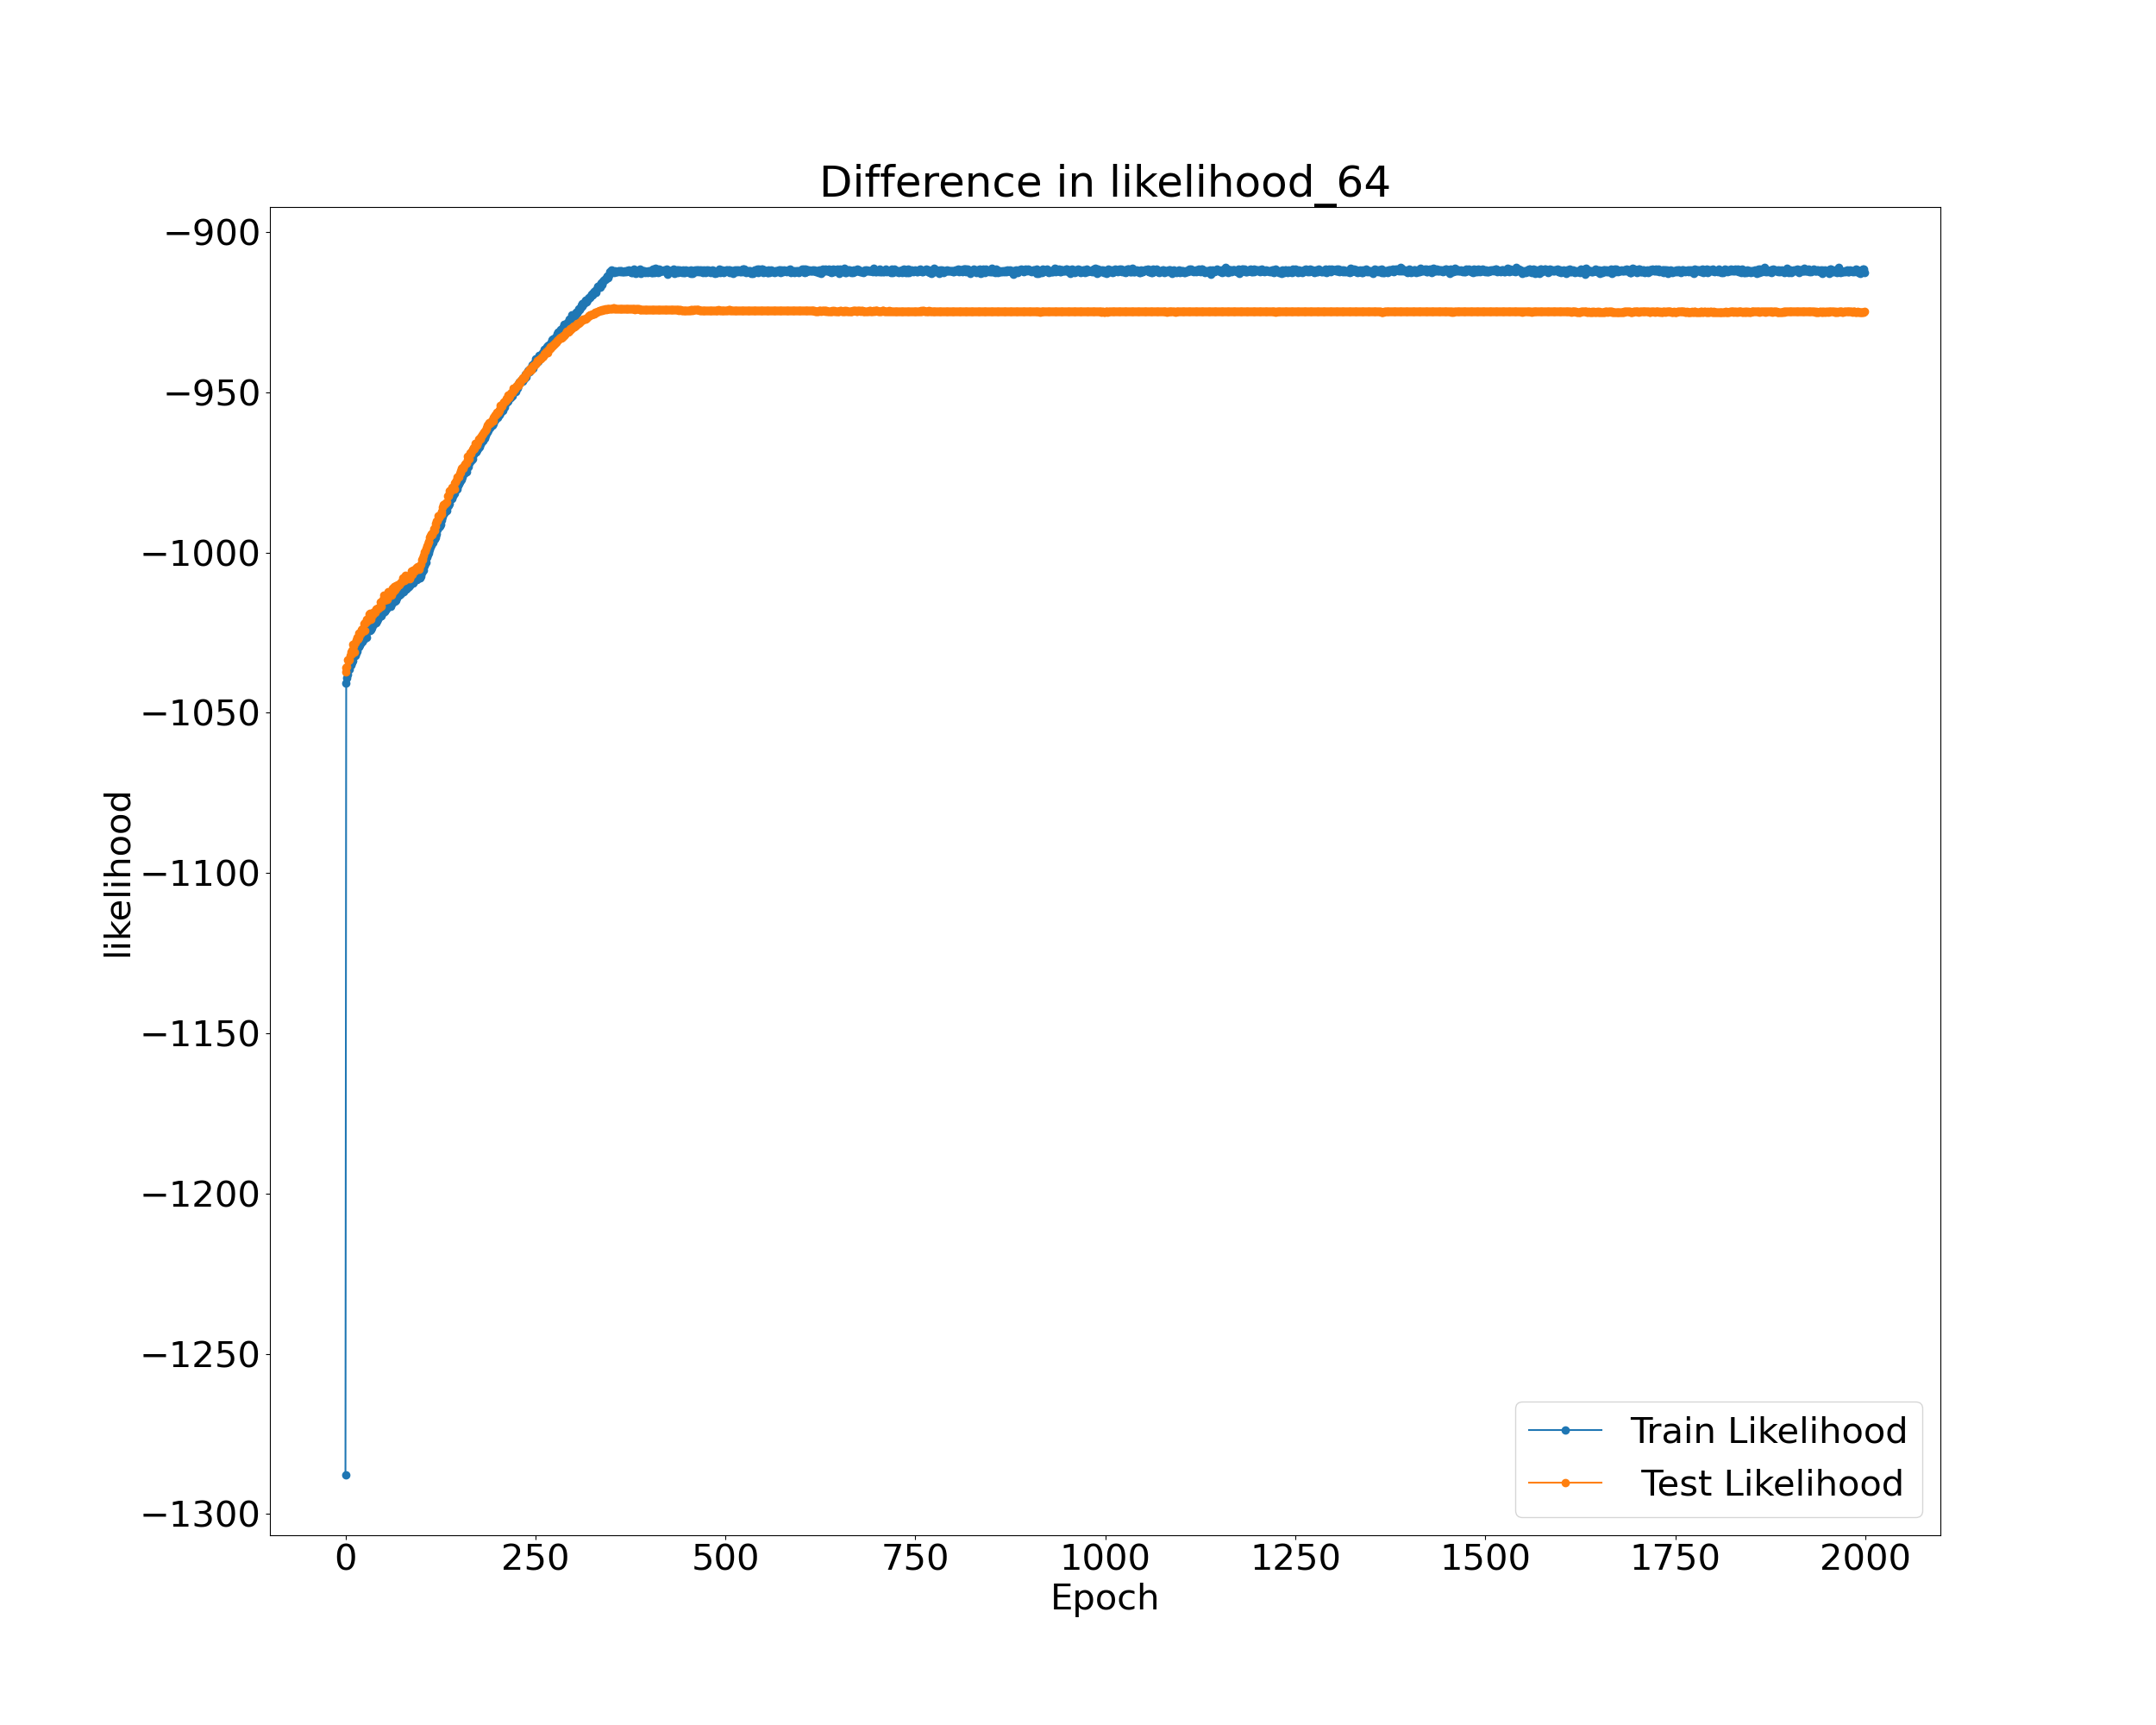 Difference in likelihood_64
−900
−950
−1000
−1050
−1100
−1150
−1200
−1250
−1300
likelihood
0 250 500 750 1000 1250 1500 1750 2000
Epoch
Train Likelihood
Test Likelihood